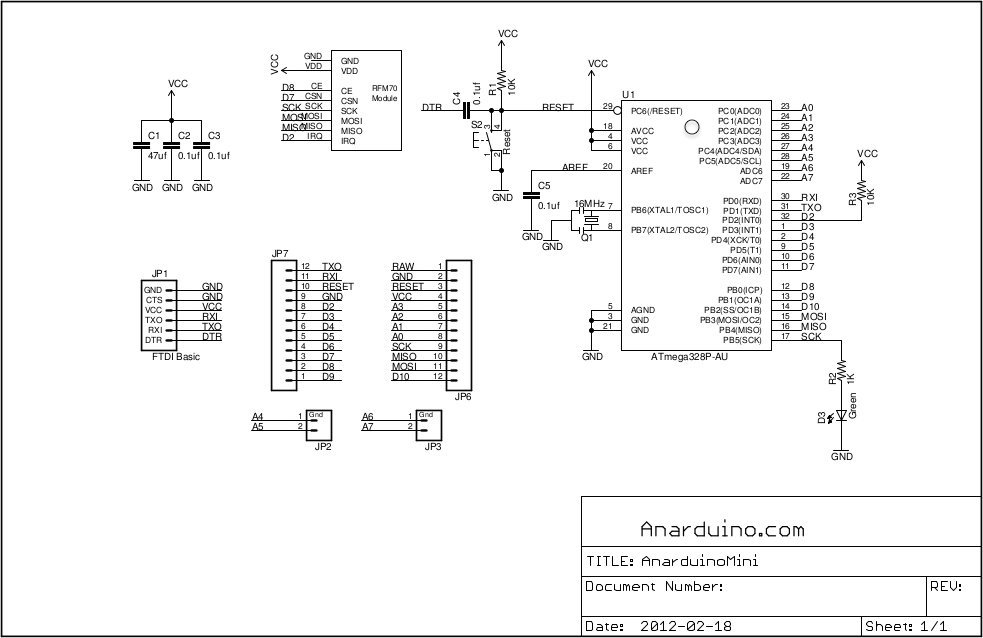 VCC
C1
47uf
C2
0.1uf
C3
0.1uf
GND
GND
GND
VCC
GND
VDD
D8 CE
D7 CSN
SCK SCK
MOSI MOSI
MISO MISO
D2 IRQ
GND
VDD
CE
CSN
SCK
MOSI
MISO
IRQ
RFM70
Module
VCC
R1
10K
DTR
C4
0.1uf
RESET
S2
3 4
1 2
Reset
GND
AREF
C5
0.1uf
GND
16MHz
Q1
GND
VCC
U1
29 PC6(/RESET)
18 AVCC
4 VCC
6 VCC
20 AREF
7 PB6(XTAL1/TOSC1)
8 PB7(XTAL2/TOSC2)
5 AGND
3 GND
21 GND
GND
PC0(ADC0) 23 A0
PC1(ADC1) 24 A1
PC2(ADC2) 25 A2
PC3(ADC3) 26 A3
PC4(ADC4/SDA) 27 A4
PC5(ADC5/SCL) 28 A5
ADC6 19 A6
ADC7 22 A7
PD0(RXD) 30 RXI
PD1(TXD) 31 TXO
PD2(INT0) 32 D2
PD3(INT1) 1 D3
PD4(XCK/T0) 2 D4
PD5(T1) 9 D5
PD6(AIN0) 10 D6
PD7(AIN1) 11 D7
PB0(ICP) 12 D8
PB1(OC1A) 13 D9
PB2(SS/OC1B) 14 D10
PB3(MOSI/OC2) 15 MOSI
PB4(MISO) 16 MISO
PB5(SCK) 17 SCK
ATmega328P-AU
VCC
R3
10K
R2
1K
D3
Green
GND
JP1
GND GND
CTS GND
VCC VCC
TXO RXI
RXI TXO
DTR DTR
FTDI Basic
JP7
12 TXO
11 RXI
10 RESET
9 GND
8 D2
7 D3
6 D4
5 D5
4 D6
3 D7
2 D8
1 D9
RAW 1
GND 2
RESET 3
VCC 4
A3 5
A2 6
A1 7
A0 8
SCK 9
MISO 10
MOSI 11
D10 12
JP6
A4 1 Gnd
A5 2
JP2
A6 1 Gnd
A7 2
JP3
Anarduino.com
TITLE: AnarduinoMini
Document Number:
REV:
Date: 2012-02-18
Sheet: 1/1